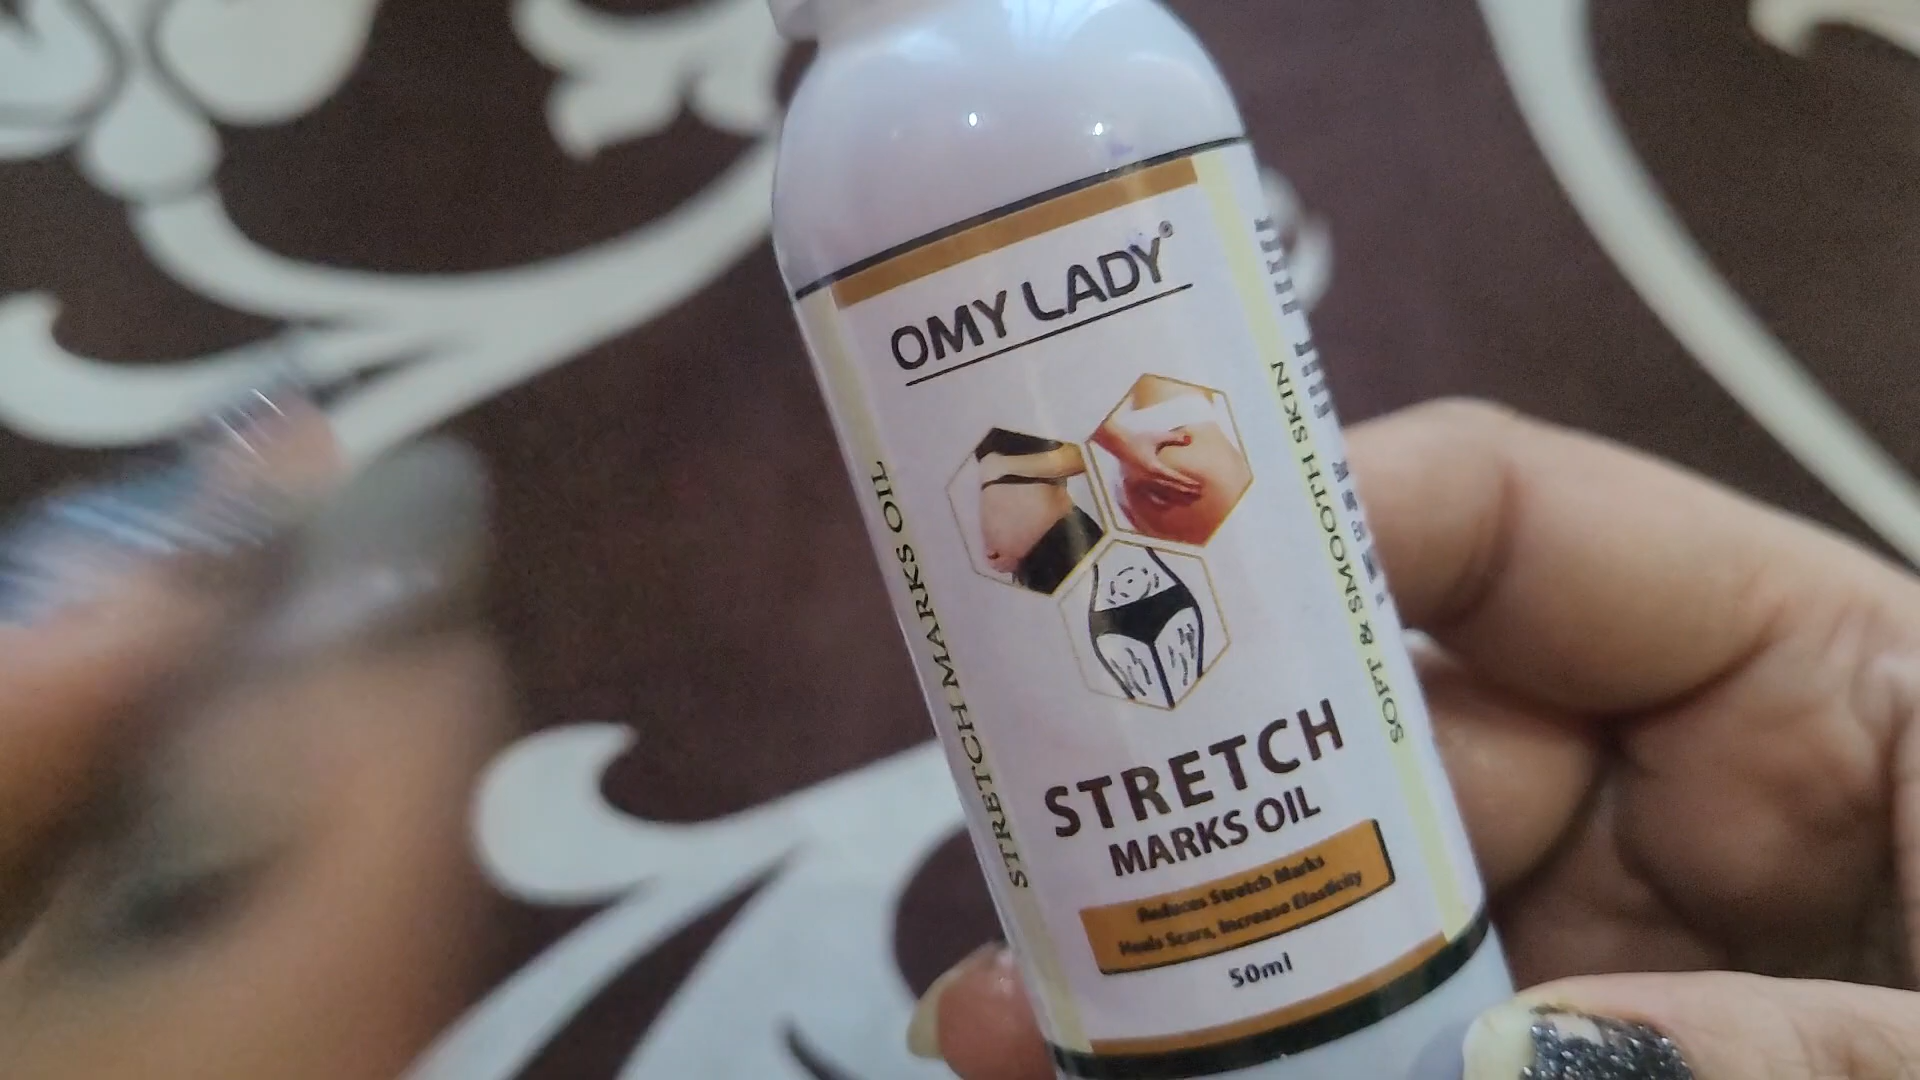 OMY LADY®
STRETCH MARKS OIL
SOFT & SMOOTH SKIN
STRETCH
MARKS OIL
Reduces Stretch Marks
Heals Scars, Increase Elasticity
50ml